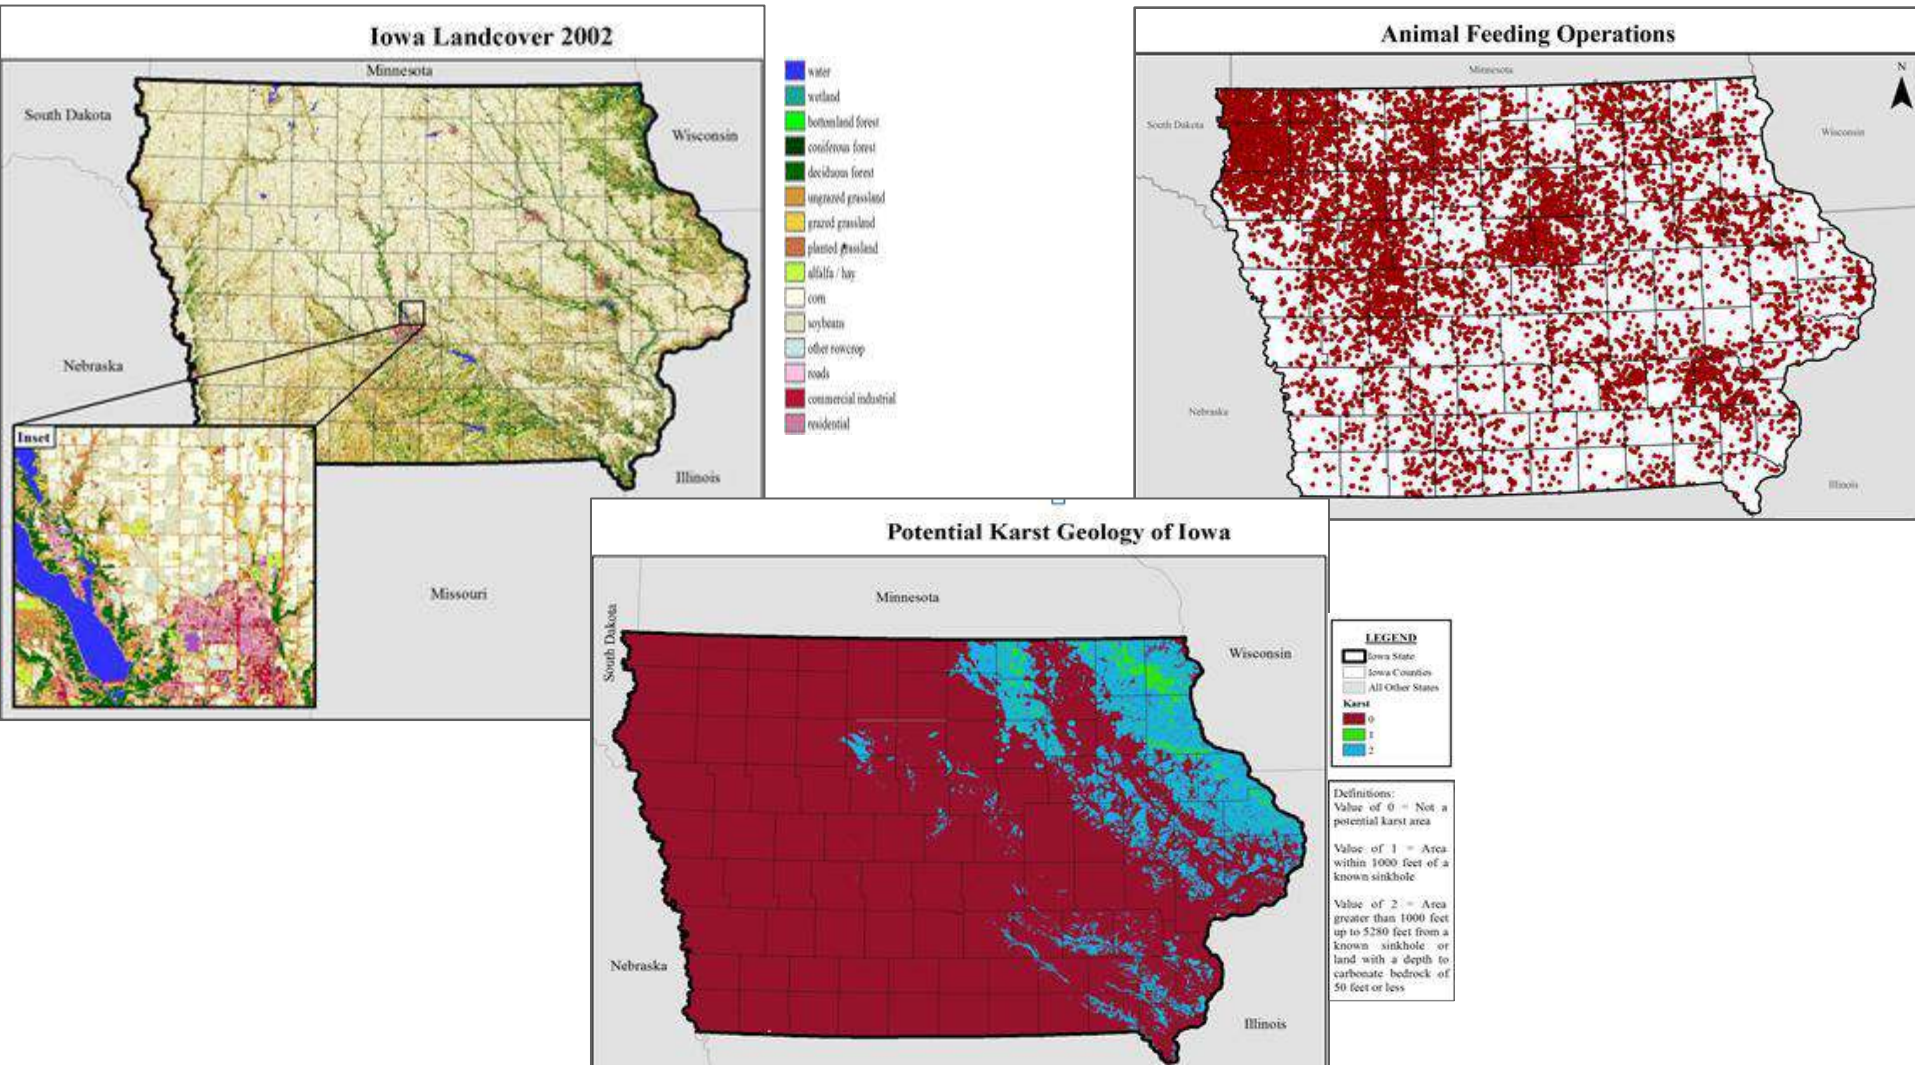 Iowa Landcover 2002
Minnesota
South Dakota
Wisconsin
Nebraska
Illinois
Missouri
Inset
water
wetland
bottomland forest
coniferous forest
deciduous forest
ungrazed grassland
grazed grassland
planted grassland
alfalfa / hay
corn
soybeans
other rowcrop
roads
commercial industrial
residential
Animal Feeding Operations
N
Minnesota
South Dakota
Wisconsin
Nebraska
Illinois
Potential Karst Geology of Iowa
Minnesota
South Dakota
Wisconsin
Nebraska
Illinois
LEGEND
Iowa State
Iowa Counties
All Other States
Karst
0
1
2
Definitions:
Value of 0 = Not a
potential karst area
Value of 1 = Area
within 1000 feet of a
known sinkhole
Value of 2 = Area
greater than 1000 feet
up to 5280 feet from a
known sinkhole or
land with a depth to
carbonate bedrock of
50 feet or less